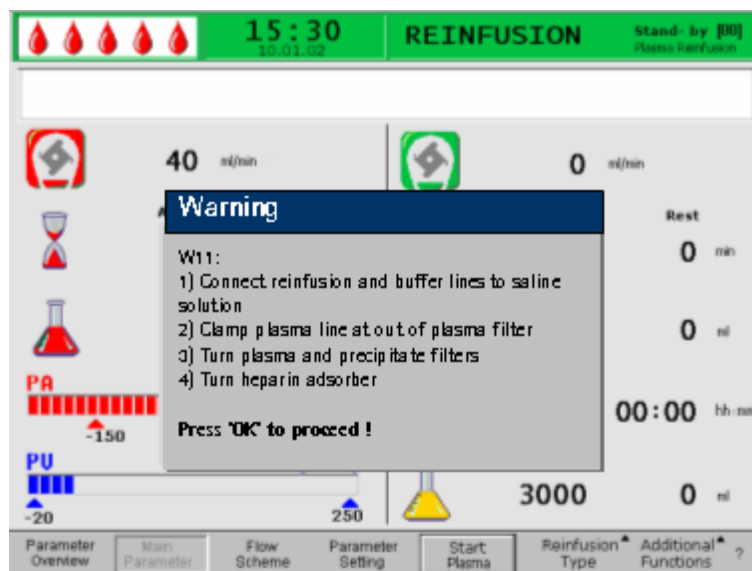 15:30
10.01.02
REINFUSION
Stand-by [00]
Plasma Reinfusion
40 ml/min
0 ml/min
Warning
W11:
1) Connect reinfusion and buffer lines to saline
solution
2) Clamp plasma line at out of plasma filter
3) Turn plasma and precipitate filters
4) Turn heparin adsorber
Press "OK" to proceed !
Rest
0 min
0 ml
00:00
3000
0 ml
PA
-150
PV
-20
250
Parameter Overview
Main Parameter
Flow Scheme
Parameter Setting
Start Plasma
Reinfusion Type
Additional Functions
?